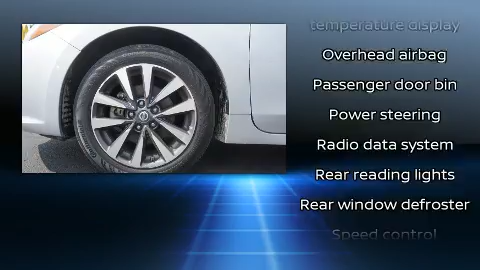 temperature display
Overhead airbag
Passenger door bin
Power steering
Radio data system
Rear reading lights
Rear window defroster
Speed control